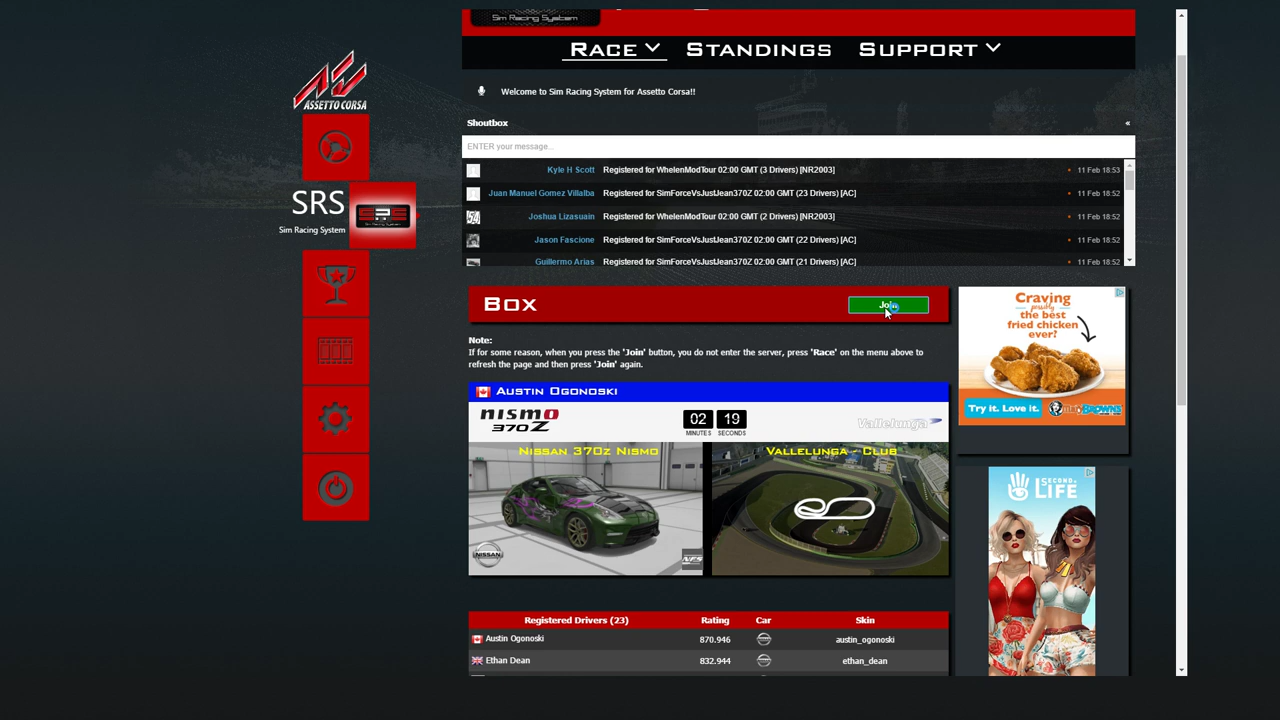 Sim Racing System
RACE STANDINGS SUPPORT
ASSETTO CORSA
Welcome to Sim Racing System for Assetto Corsa!!
Shoutbox «
ENTER your message...
Kyle H Scott Registered for WhelenModTour 02:00 GMT (3 Drivers) [NR2003] 11 Feb 18:53
Juan Manuel Gomez Villalba Registered for SimForceVsJustJean370Z 02:00 GMT (23 Drivers) [AC] 11 Feb 18:52
SRS
Sim Racing System
Joshua Lizasuain Registered for WhelenModTour 02:00 GMT (2 Drivers) [NR2003] 11 Feb 18:52
Jason Fascione Registered for SimForceVsJustJean370Z 02:00 GMT (22 Drivers) [AC] 11 Feb 18:52
Guillermo Arias Registered for SimForceVsJustJean370Z 02:00 GMT (21 Drivers) [AC] 11 Feb 18:52
BOX Join
Note:
If for some reason, when you press the 'Join' button, you do not enter the server, press 'Race' on the menu above to
refresh the page and then press 'Join' again.
Craving
possibly
the best
fried chicken
ever?
Try it. Love it. MARYBROWN'S
AUSTIN OGONOSKI
nismo
370Z
02 19
MINUTES SECONDS
Vallelunga
NISSAN 370Z NISMO VALLELUNGA - CLUB
NISSAN
SECOND
LIFE
Registered Drivers (23) Rating Car Skin
Austin Ogonoski 870.946 austin_ogonoski
Ethan Dean 832.944 ethan_dean